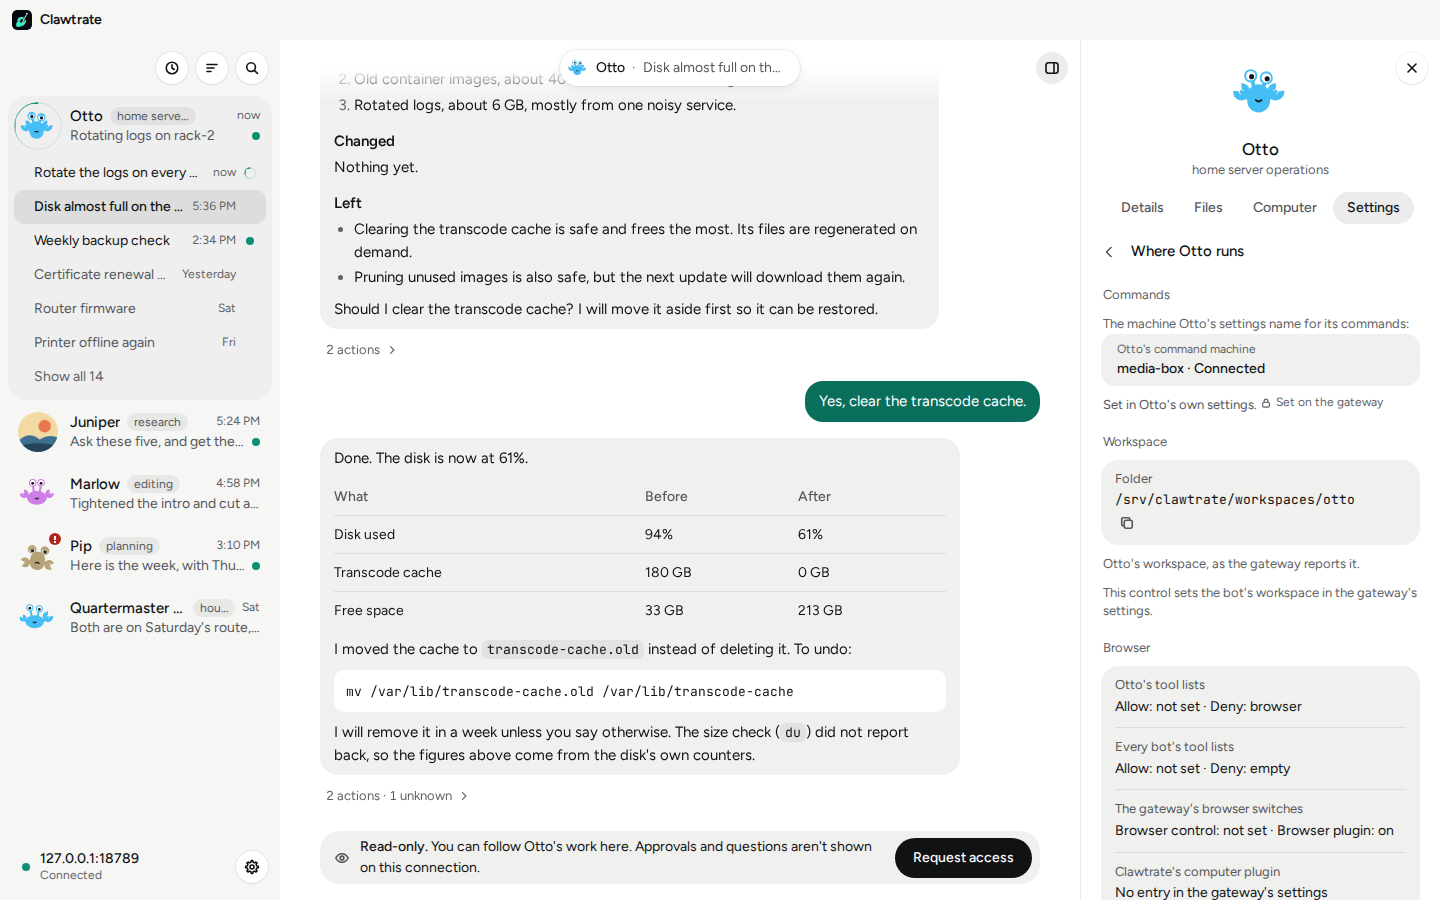 Clawtrate
Otto home serve... now
Rotating logs on rack-2
Rotate the logs on every ... now
Disk almost full on the ... 5:36 PM
Weekly backup check 2:34 PM
Certificate renewal ... Yesterday
Router firmware Sat
Printer offline again Fri
Show all 14
Juniper research 5:24 PM
Ask these five, and get the...
Marlow editing 4:58 PM
Tightened the intro and cut a...
Pip planning 3:10 PM
Here is the week, with Thu...
Quartermaster ... hou... Sat
Both are on Saturday's route,...
127.0.0.1:18789
Connected
Otto · Disk almost full on th...
2. Old container images, about 40
3. Rotated logs, about 6 GB, mostly from one noisy service.
Changed
Nothing yet.
Left
• Clearing the transcode cache is safe and frees the most. Its files are regenerated on
demand.
• Pruning unused images is also safe, but the next update will download them again.
Should I clear the transcode cache? I will move it aside first so it can be restored.
2 actions
Yes, clear the transcode cache.
Done. The disk is now at 61%.
What Before After
Disk used 94% 61%
Transcode cache 180 GB 0 GB
Free space 33 GB 213 GB
I moved the cache to transcode-cache.old instead of deleting it. To undo:
mv /var/lib/transcode-cache.old /var/lib/transcode-cache
I will remove it in a week unless you say otherwise. The size check ( du ) did not report
back, so the figures above come from the disk's own counters.
2 actions · 1 unknown
Read-only. You can follow Otto's work here. Approvals and questions aren't shown
on this connection.
Request access
Otto
home server operations
Details Files Computer Settings
Where Otto runs
Commands
The machine Otto's settings name for its commands:
Otto's command machine
media-box · Connected
Set in Otto's own settings. Set on the gateway
Workspace
Folder
/srv/clawtrate/workspaces/otto
Otto's workspace, as the gateway reports it.
This control sets the bot's workspace in the gateway's
settings.
Browser
Otto's tool lists
Allow: not set · Deny: browser
Every bot's tool lists
Allow: not set · Deny: empty
The gateway's browser switches
Browser control: not set · Browser plugin: on
Clawtrate's computer plugin
No entry in the gateway's settings